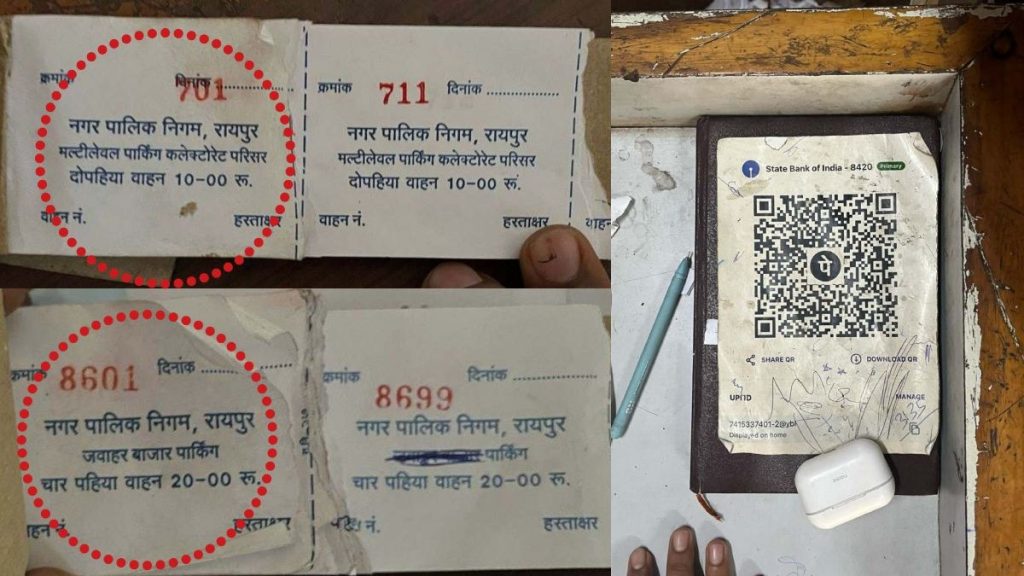 क्रमांक दिनांक
701
नगर पालिक निगम, रायपुर
मल्टीलेवल पार्किंग कलेक्टोरेट परिसर
दोपहिया वाहन 10-00 रू.
वाहन नं. हस्ताक्षर
क्रमांक 711 दिनांक ....................
नगर पालिक निगम, रायपुर
मल्टीलेवल पार्किंग कलेक्टोरेट परिसर
दोपहिया वाहन 10-00 रू.
वाहन नं. हस्ताक्षर
वाहन
क्रमांक 8601 दिनांक ....................
नगर पालिक निगम, रायपुर
जवाहर बाजार पार्किंग
चार पहिया वाहन 20-00 रू.
वाहन नं. हस्ताक्षर
क्रमांक 8699 दिनांक ....................
नगर पालिक निगम, रायपुर
पार्किंग
चार पहिया वाहन 20-00 रू.
नं. हस्ताक्षर
State Bank of India - 8420 Primary
SHARE QR DOWNLOAD QR
UPI ID MANAGE
7415337401-2@ybl
Displayed on home